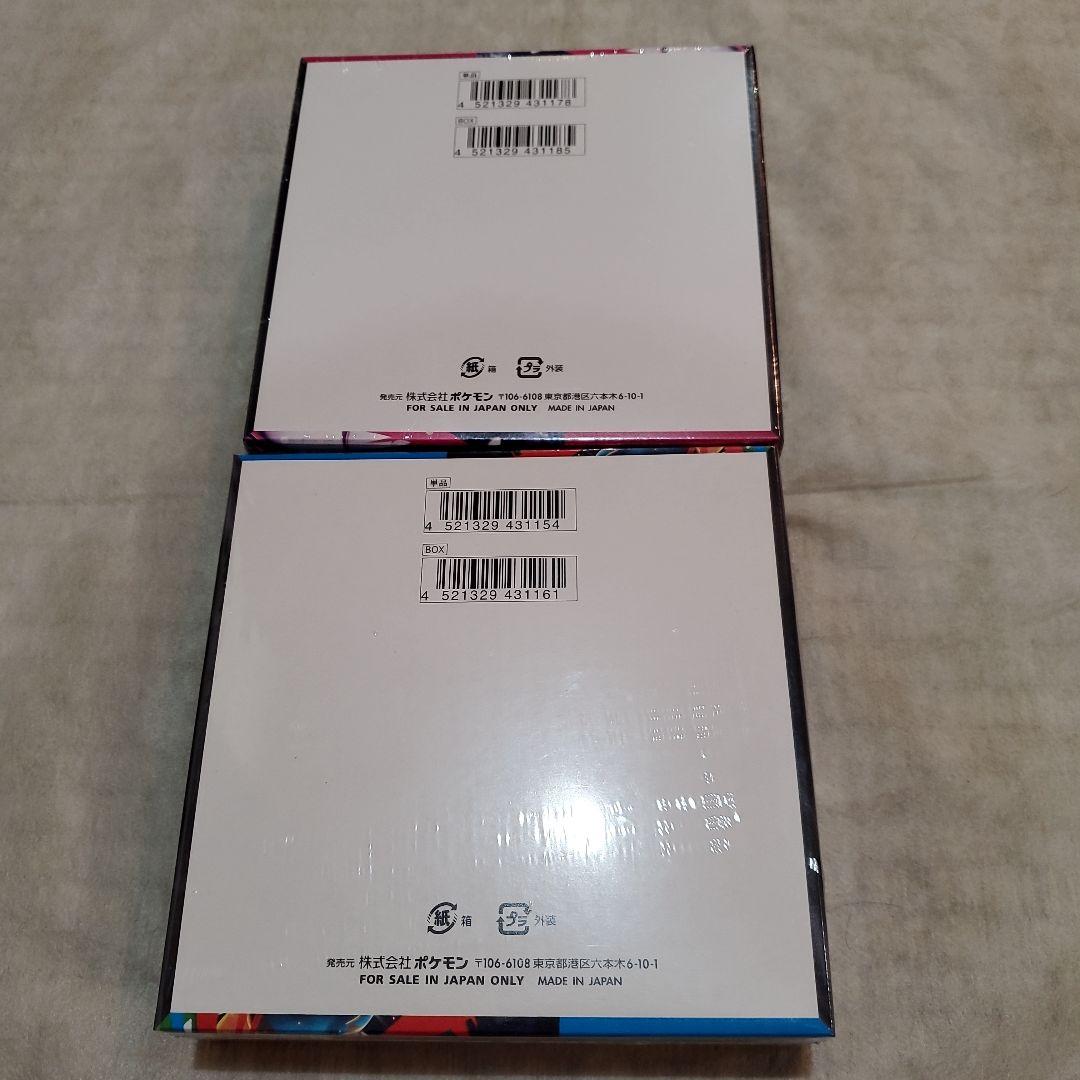 単品
4 521329 431178
BOX
4 521329 431185
紙 箱 プラ 外装
発売元 株式会社ポケモン 〒106-6108 東京都港区六本木6-10-1
FOR SALE IN JAPAN ONLY MADE IN JAPAN
単品
4 521329 431154
BOX
4 521329 431161
紙 箱 プラ 外装
発売元 株式会社ポケモン 〒106-6108 東京都港区六本木6-10-1
FOR SALE IN JAPAN ONLY MADE IN JAPAN